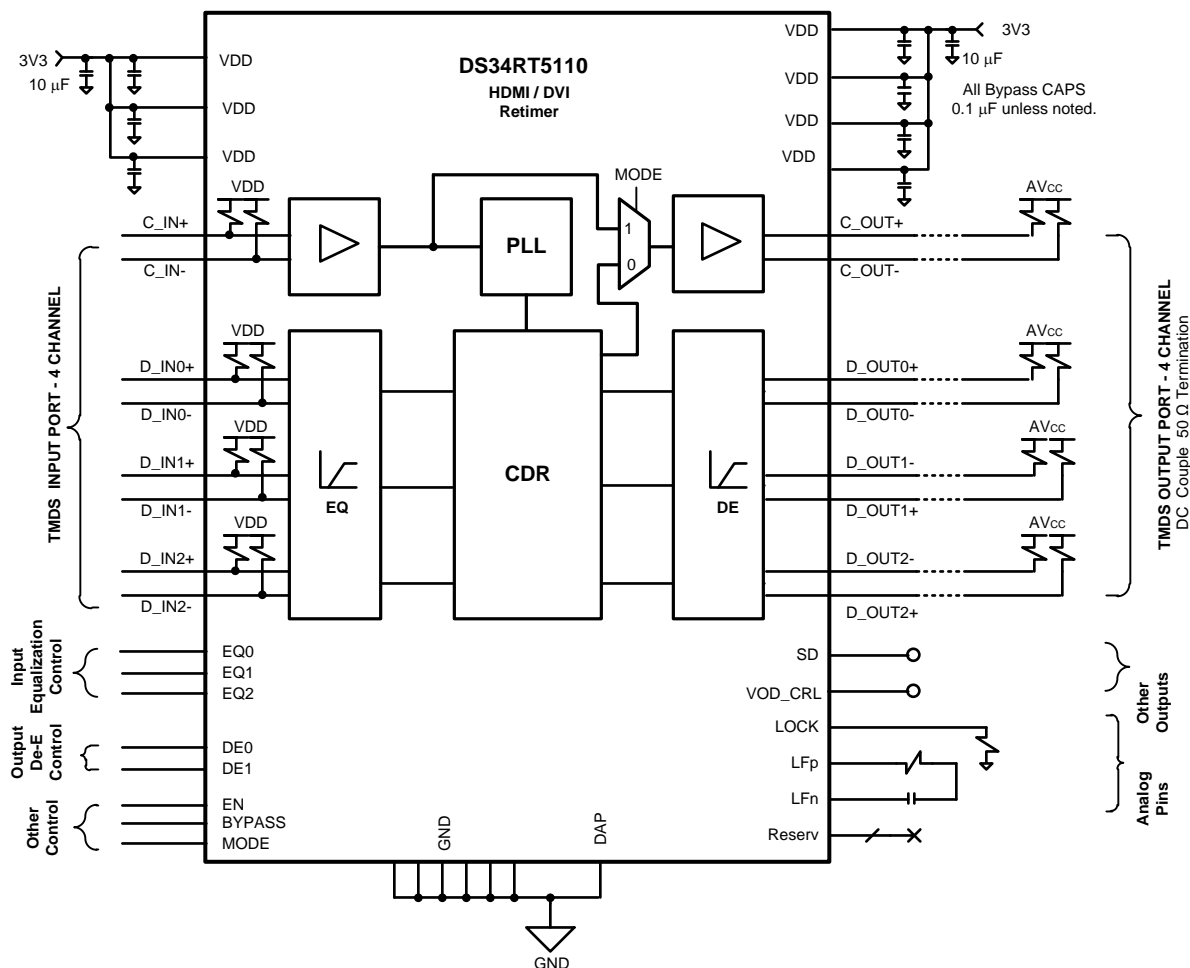 DS34RT5110
HDMI / DVI
Retimer
3V3
10 µF
VDD
VDD
VDD
VDD
VDD
VDD
VDD
3V3
10 µF
All Bypass CAPS
0.1 µF unless noted.
TMDS INPUT PORT - 4 CHANNEL
C_IN+
C_IN-
VDD
D_IN0+
D_IN0-
VDD
D_IN1+
D_IN1-
VDD
D_IN2+
D_IN2-
VDD
PLL
MODE
1
0
EQ
CDR
DE
C_OUT+
C_OUT-
AVCC
D_OUT0+
D_OUT0-
AVCC
D_OUT1-
D_OUT1+
AVCC
D_OUT2-
D_OUT2+
AVCC
TMDS OUTPUT PORT - 4 CHANNEL
DC Couple 50 Ω Termination
Input
Equalization
Control
EQ0
EQ1
EQ2
Output
De-E
Control
DE0
DE1
Other
Control
EN
BYPASS
MODE
SD
VOD_CRL
LOCK
LFp
LFn
Reserv
Other
Outputs
Analog
Pins
GND
DAP
GND